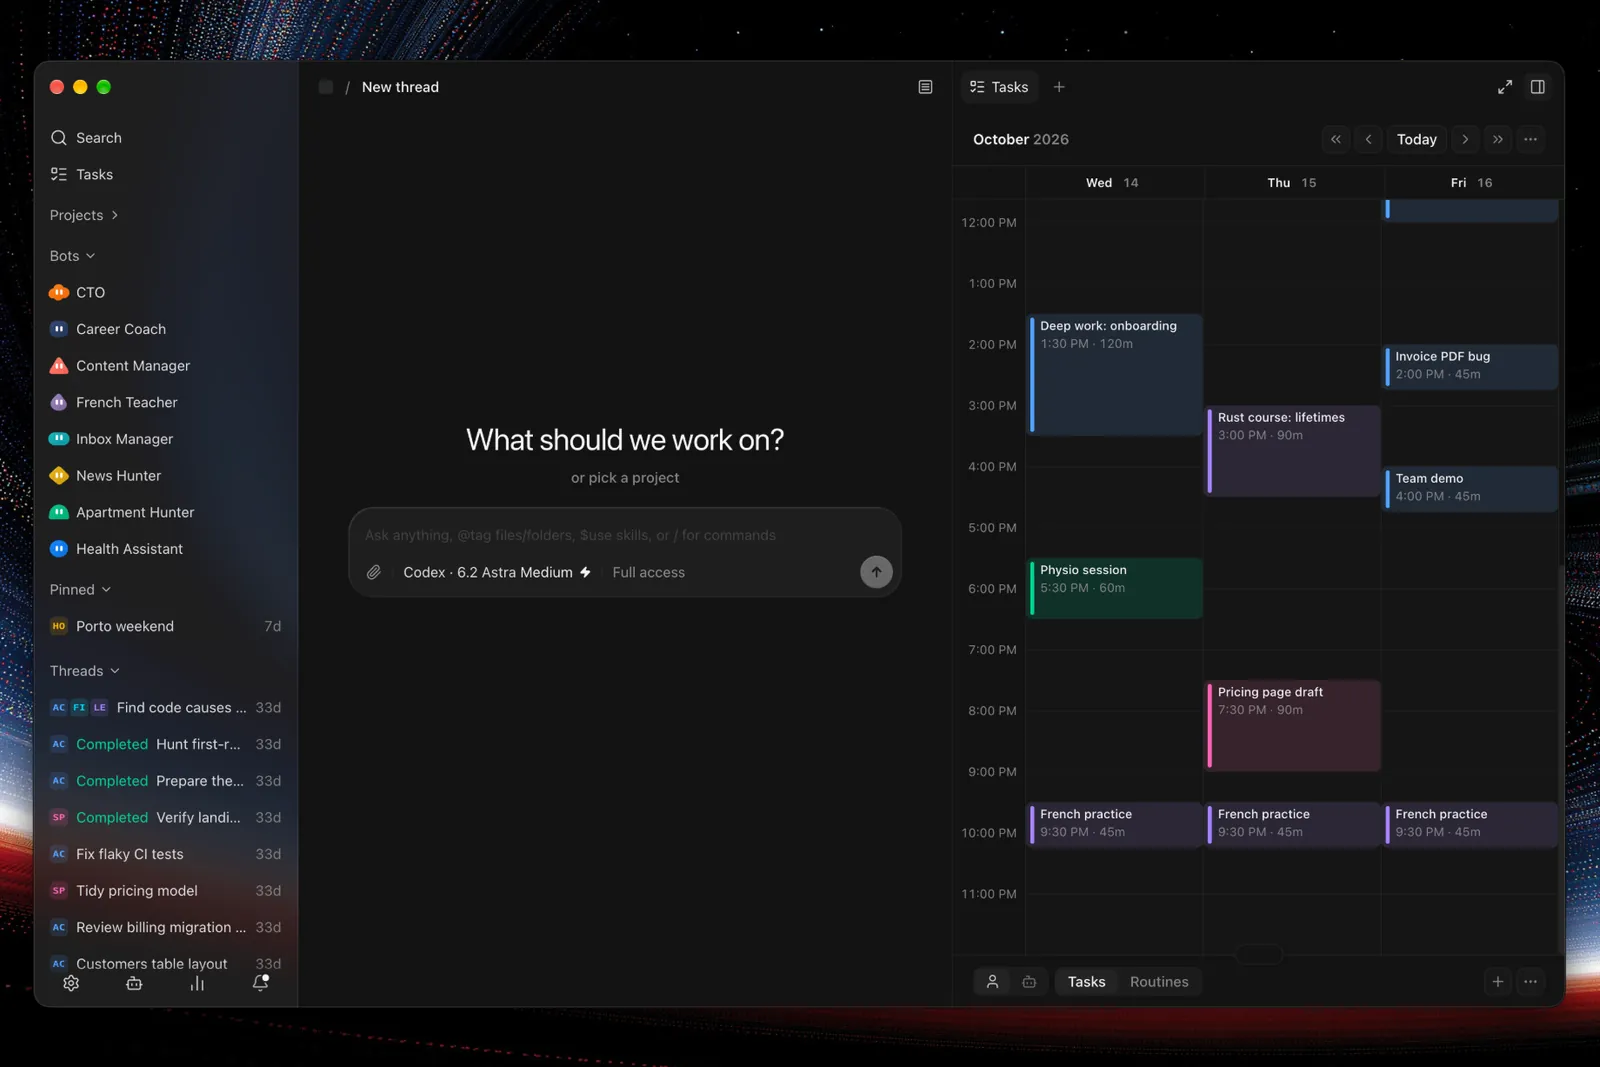 Search
Tasks
Projects
Bots
CTO
Career Coach
Content Manager
French Teacher
Inbox Manager
News Hunter
Apartment Hunter
Health Assistant
Pinned
HO Porto weekend 7d
Threads
AC FI LE Find code causes ... 33d
AC Completed Hunt first-r... 33d
AC Completed Prepare the... 33d
SP Completed Verify landi... 33d
AC Fix flaky CI tests 33d
SP Tidy pricing model 33d
AC Review billing migration ... 33d
AC Customers table layout 33d
/ New thread
What should we work on?
or pick a project
Ask anything, @tag files/folders, $use skills, or / for commands
Codex · 6.2 Astra Medium Full access
Tasks
October 2026
Today
Wed 14 Thu 15 Fri 16
12:00 PM
1:00 PM
2:00 PM
3:00 PM
4:00 PM
5:00 PM
6:00 PM
7:00 PM
8:00 PM
9:00 PM
10:00 PM
11:00 PM
Deep work: onboarding
1:30 PM · 120m
Physio session
5:30 PM · 60m
French practice
9:30 PM · 45m
Rust course: lifetimes
3:00 PM · 90m
Pricing page draft
7:30 PM · 90m
French practice
9:30 PM · 45m
Invoice PDF bug
2:00 PM · 45m
Team demo
4:00 PM · 45m
French practice
9:30 PM · 45m
Tasks Routines